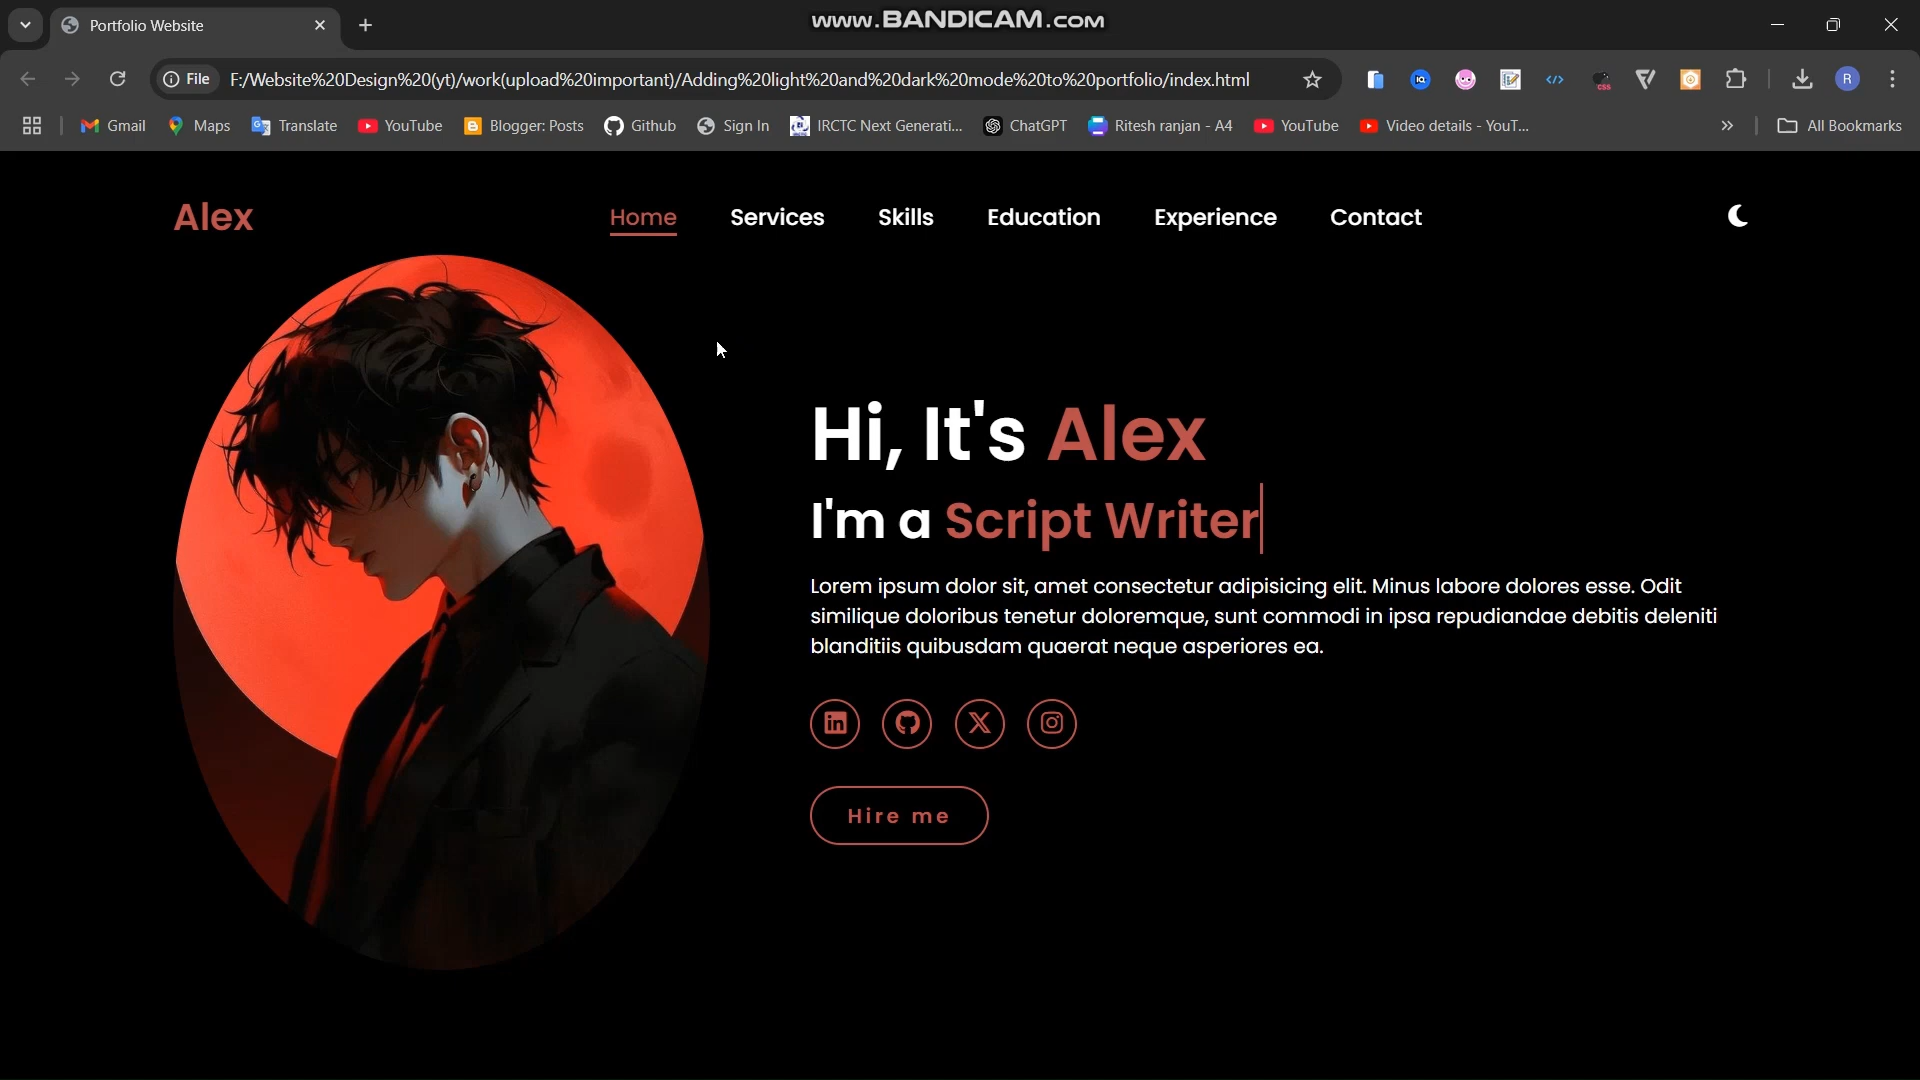 Portfolio Website
www.BANDICAM.com
File
F:/Website%20Design%20(yt)/work(upload%20important)/Adding%20light%20and%20dark%20mode%20to%20portfolio/index.html
R
Gmail
Maps
Translate
YouTube
Blogger: Posts
Github
Sign In
IRCTC Next Generati...
ChatGPT
Ritesh ranjan - A4
YouTube
Video details - YouT...
All Bookmarks
Alex
Home
Services
Skills
Education
Experience
Contact
Hi, It's Alex
I'm a Script Writer
Lorem ipsum dolor sit, amet consectetur adipisicing elit. Minus labore dolores esse. Odit
similique doloribus tenetur doloremque, sunt commodi in ipsa repudiandae debitis deleniti
blanditiis quibusdam quaerat neque asperiores ea.
Hire me